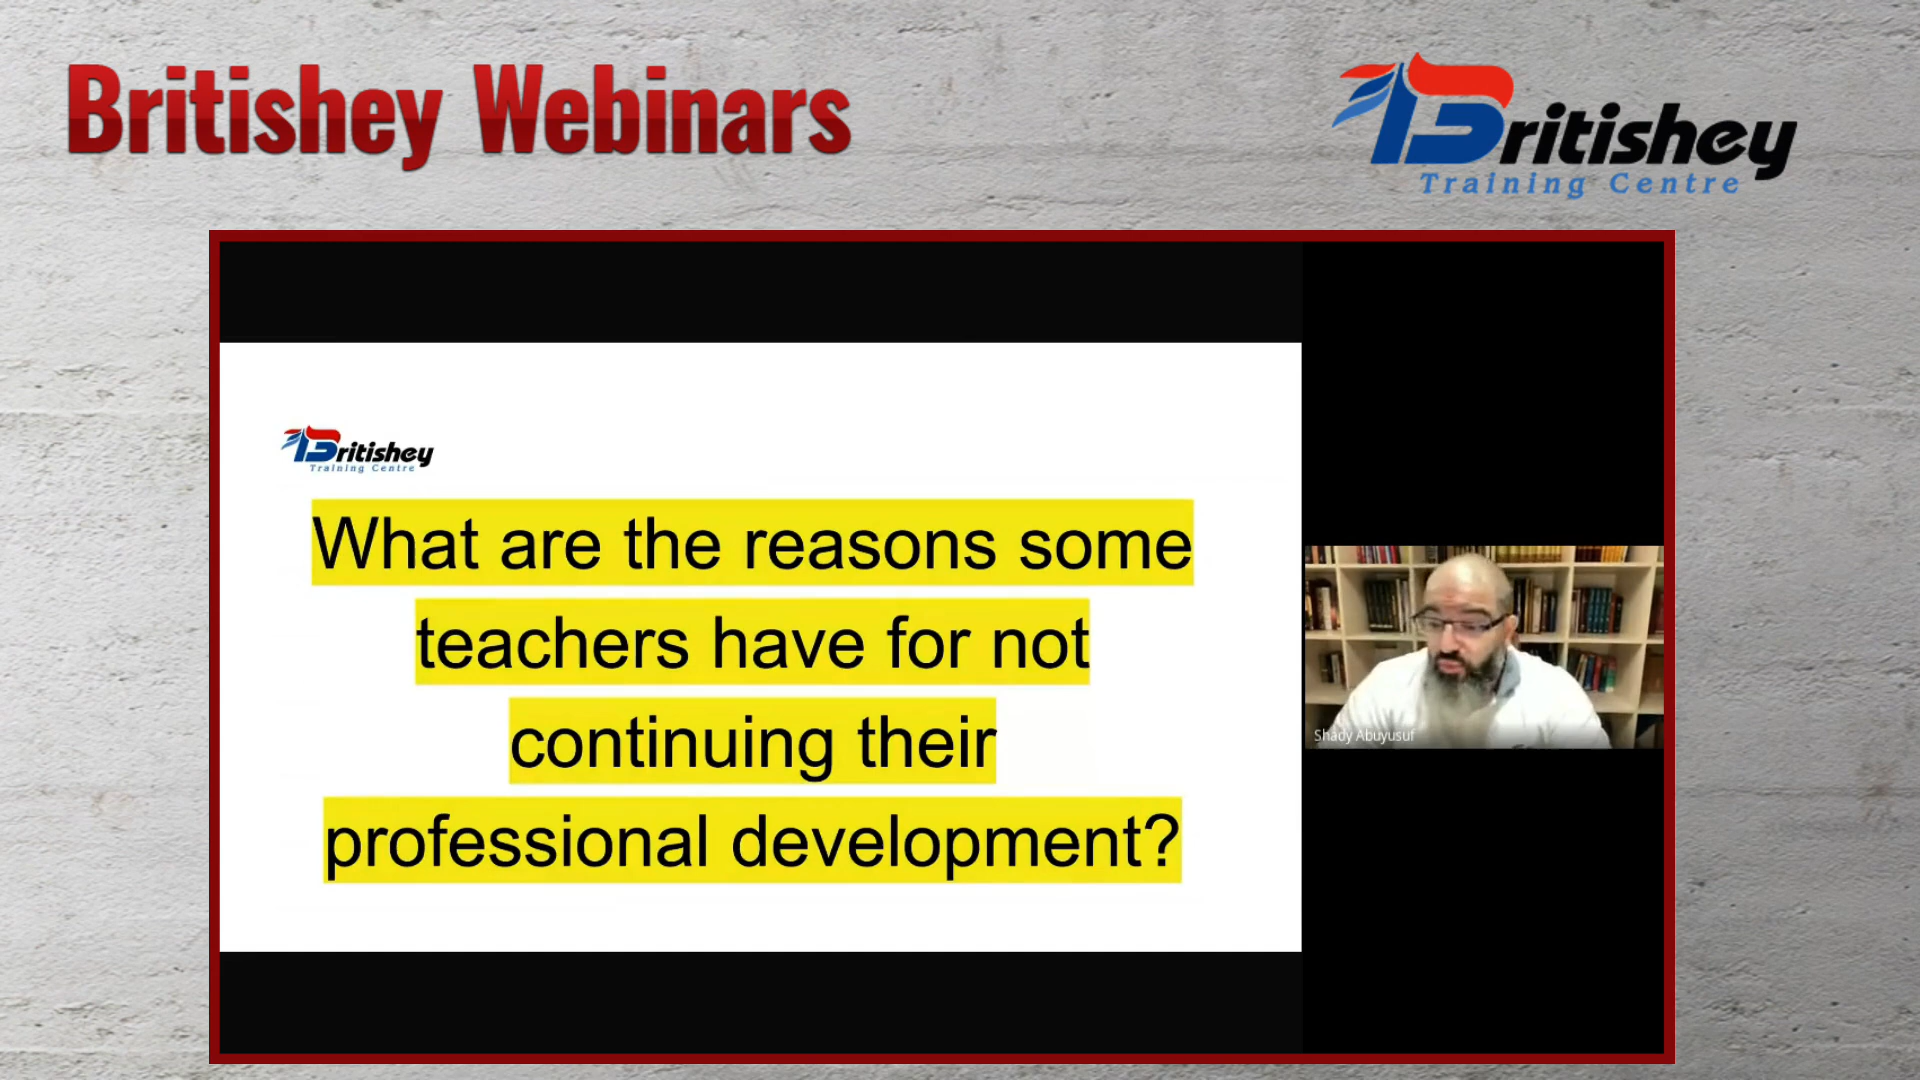 Britishey Webinars
Britishey
Training Centre
Britishey
Training Centre
What are the reasons some
teachers have for not
continuing their
professional development?
Shady Abuyusuf